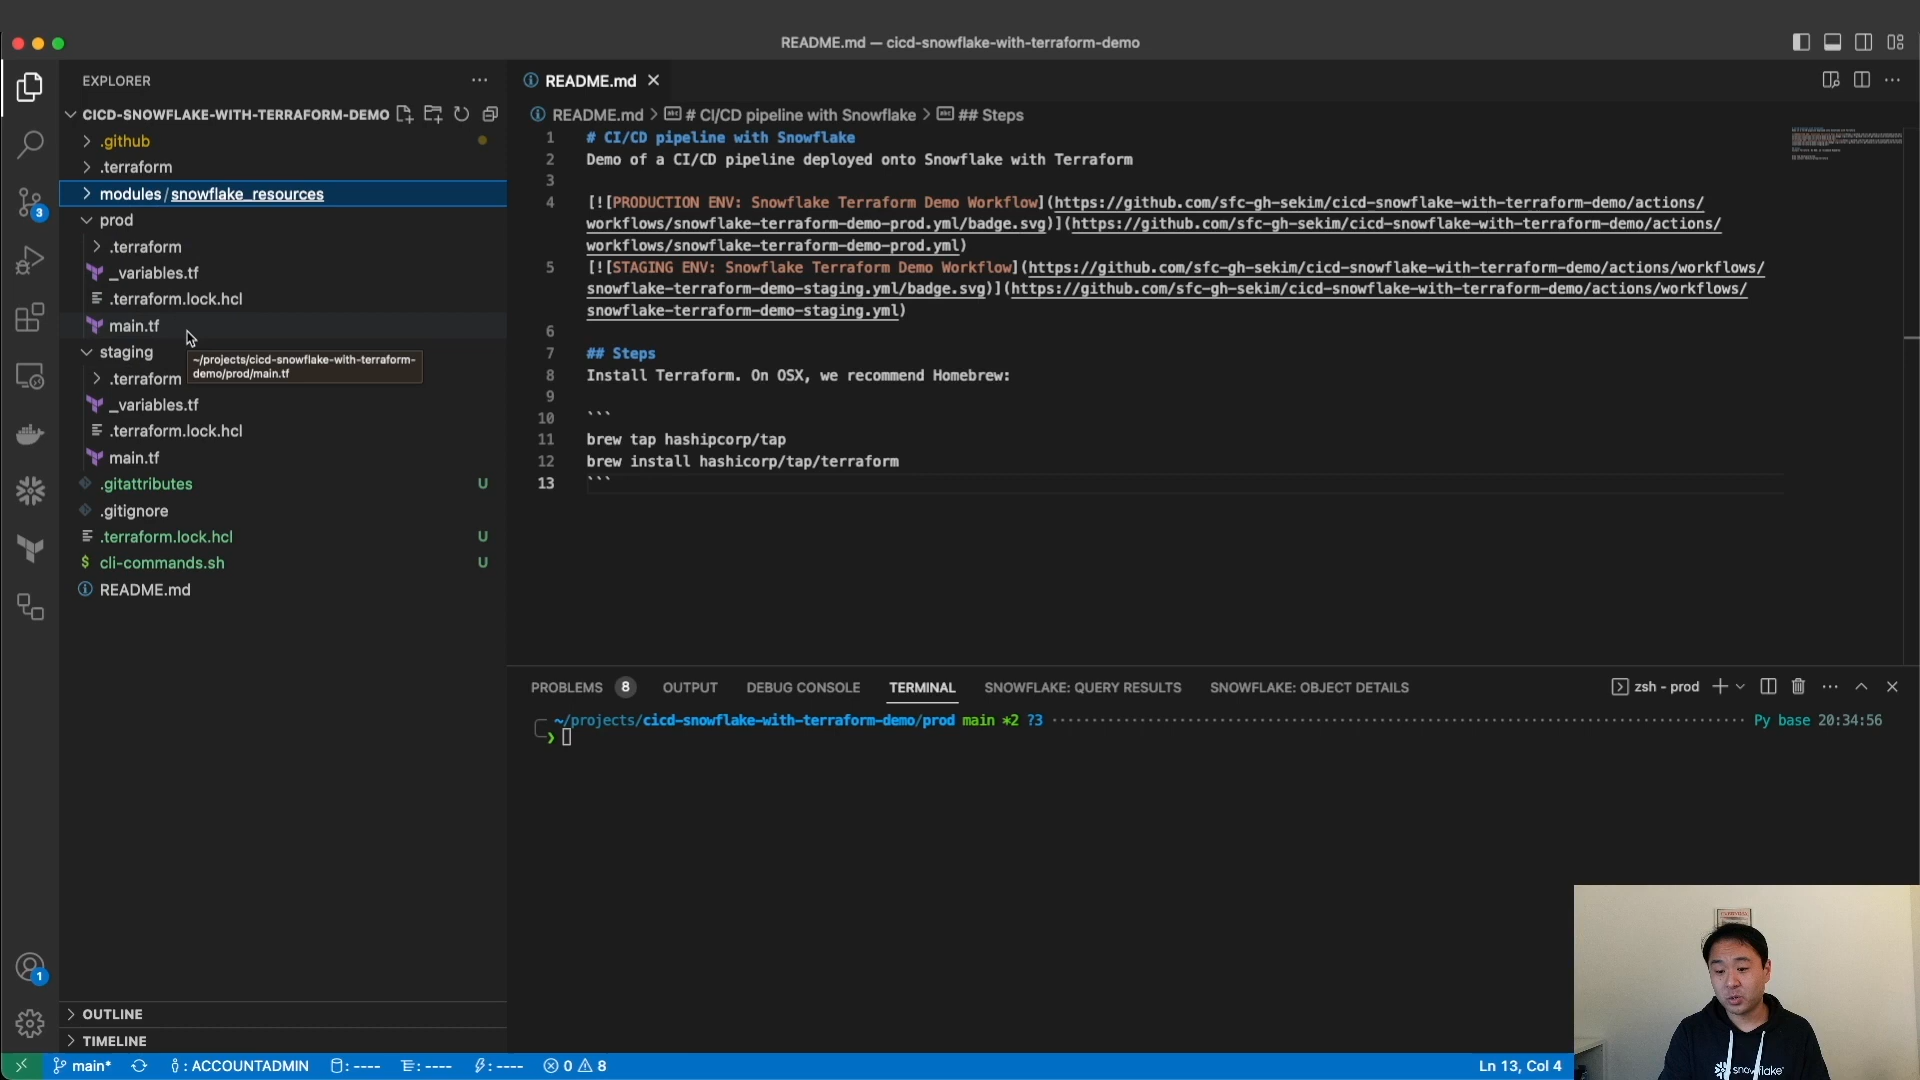 README.md — cicd-snowflake-with-terraform-demo
EXPLORER
CICD-SNOWFLAKE-WITH-TERRAFORM-DEMO
.github
.terraform
modules / snowflake_resources
prod
.terraform
_variables.tf
.terraform.lock.hcl
main.tf
staging
~/projects/cicd-snowflake-with-terraform-
demo/prod/main.tf
.terraform
_variables.tf
.terraform.lock.hcl
main.tf
.gitattributes U
.gitignore
.terraform.lock.hcl U
$ cli-commands.sh U
README.md
OUTLINE
TIMELINE
3
1
README.md
README.md > # CI/CD pipeline with Snowflake > ## Steps
1 # CI/CD pipeline with Snowflake
2 Demo of a CI/CD pipeline deployed onto Snowflake with Terraform
3
4 [![PRODUCTION ENV: Snowflake Terraform Demo Workflow](https://github.com/sfc-gh-sekim/cicd-snowflake-with-terraform-demo/actions/
workflows/snowflake-terraform-demo-prod.yml/badge.svg)](https://github.com/sfc-gh-sekim/cicd-snowflake-with-terraform-demo/actions/
workflows/snowflake-terraform-demo-prod.yml)
5 [![STAGING ENV: Snowflake Terraform Demo Workflow](https://github.com/sfc-gh-sekim/cicd-snowflake-with-terraform-demo/actions/workflows/
snowflake-terraform-demo-staging.yml/badge.svg)](https://github.com/sfc-gh-sekim/cicd-snowflake-with-terraform-demo/actions/workflows/
snowflake-terraform-demo-staging.yml)
6
7 ## Steps
8 Install Terraform. On OSX, we recommend Homebrew:
9
10 ```
11 brew tap hashipcorp/tap
12 brew install hashicorp/tap/terraform
13 ```
PROBLEMS 8 OUTPUT DEBUG CONSOLE TERMINAL SNOWFLAKE: QUERY RESULTS SNOWFLAKE: OBJECT DETAILS zsh - prod
~/projects/cicd-snowflake-with-terraform-demo/prod main *2 ?3 Py base 20:34:56
❯
snowflake
main* : ACCOUNTADMIN : ---- : ---- : ---- 0 8 Ln 13, Col 4